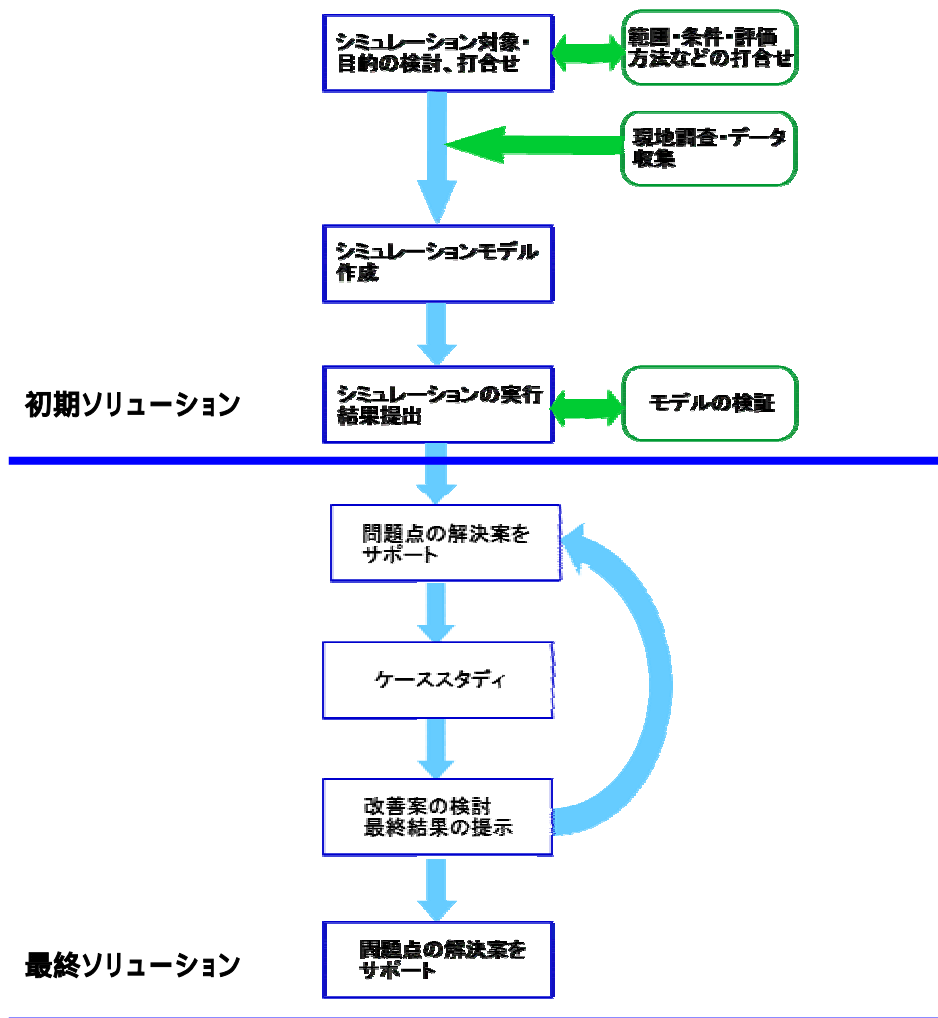 シミュレーション対象・
目的の検討、打合せ
範囲・条件・評価
方法などの打合せ
現地調査・データ
収集
シミュレーションモデル
作成
初期ソリューション
シミュレーションの実行
結果提出
モデルの検証
問題点の解決案を
サポート
ケーススタディ
改善案の検討
最終結果の提示
最終ソリューション
問題点の解決案を
サポート